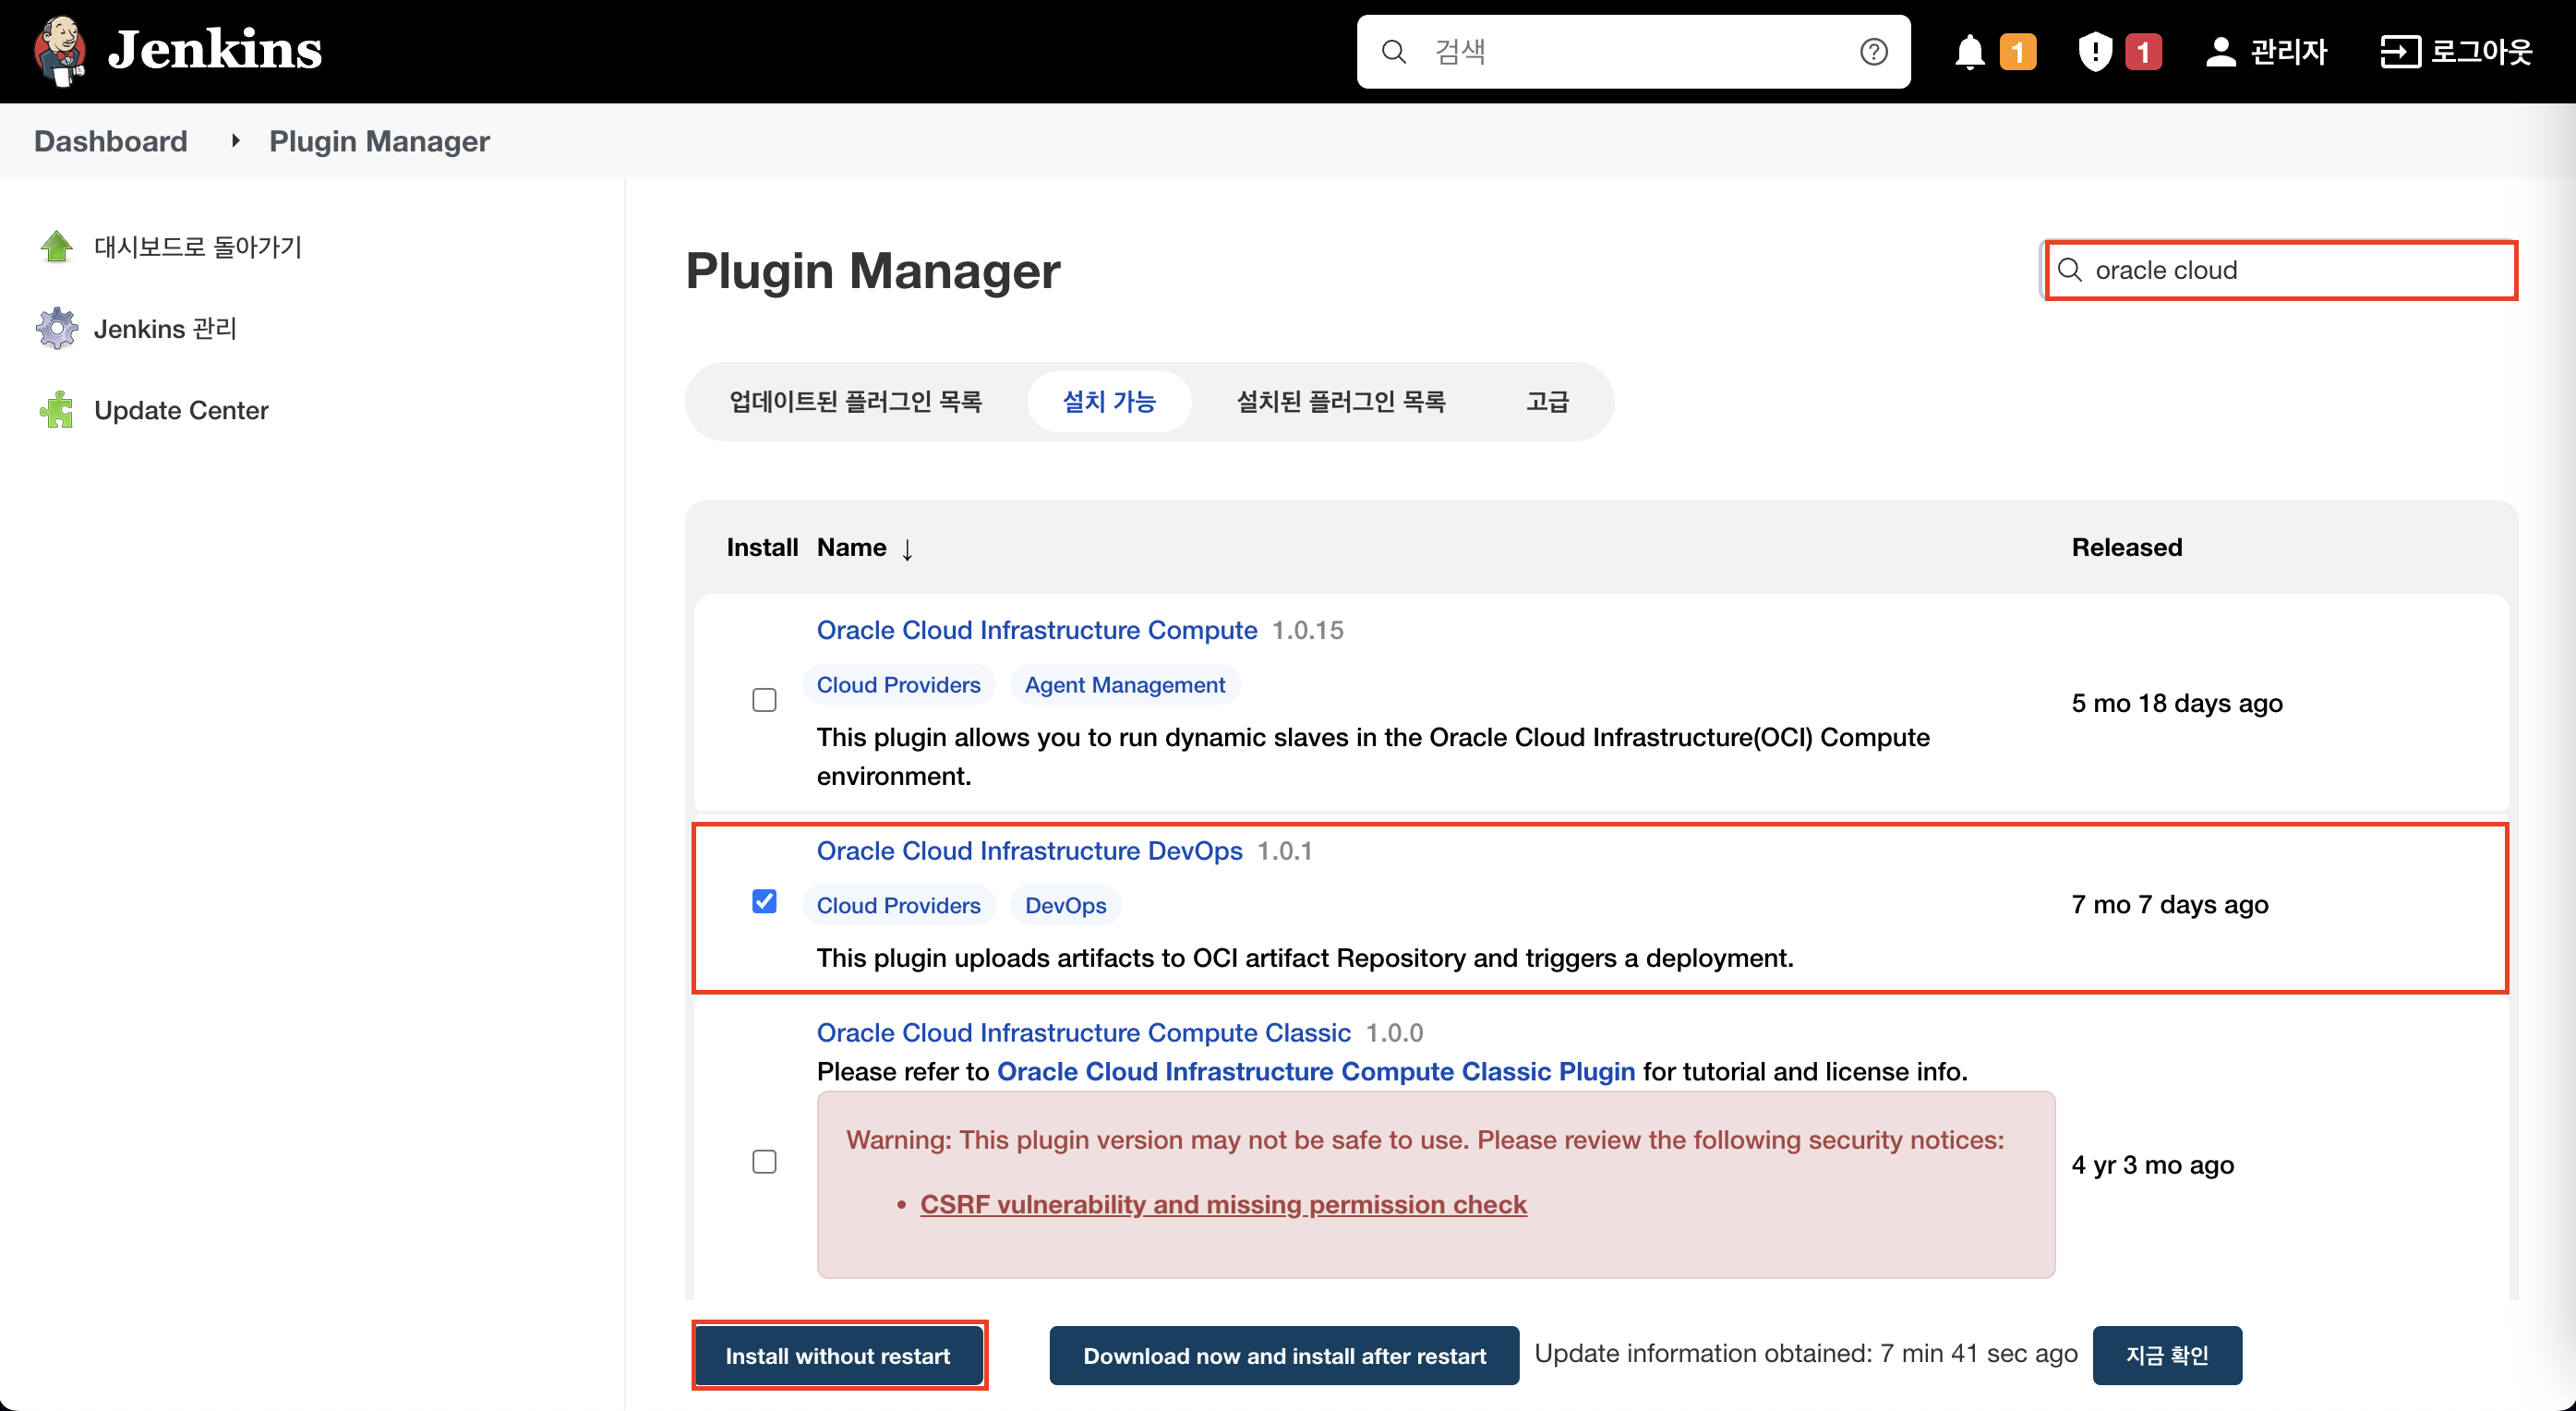 Jenkins
검색
1
1
관리자
로그아웃
Dashboard
Plugin Manager
대시보드로 돌아가기
Jenkins 관리
Update Center
Plugin Manager
oracle cloud
업데이트된 플러그인 목록
설치 가능
설치된 플러그인 목록
고급
Install Name ↓ Released
Oracle Cloud Infrastructure Compute 1.0.15
Cloud Providers Agent Management
This plugin allows you to run dynamic slaves in the Oracle Cloud Infrastructure(OCI) Compute
environment.
5 mo 18 days ago
Oracle Cloud Infrastructure DevOps 1.0.1
Cloud Providers DevOps
This plugin uploads artifacts to OCI artifact Repository and triggers a deployment.
7 mo 7 days ago
Oracle Cloud Infrastructure Compute Classic 1.0.0
Please refer to Oracle Cloud Infrastructure Compute Classic Plugin for tutorial and license info.
Warning: This plugin version may not be safe to use. Please review the following security notices:
• CSRF vulnerability and missing permission check
4 yr 3 mo ago
Install without restart
Download now and install after restart
Update information obtained: 7 min 41 sec ago
지금 확인